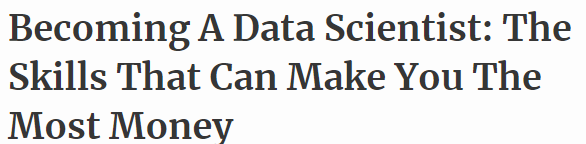 Becoming A Data Scientist: The
Skills That Can Make You The
Most Money